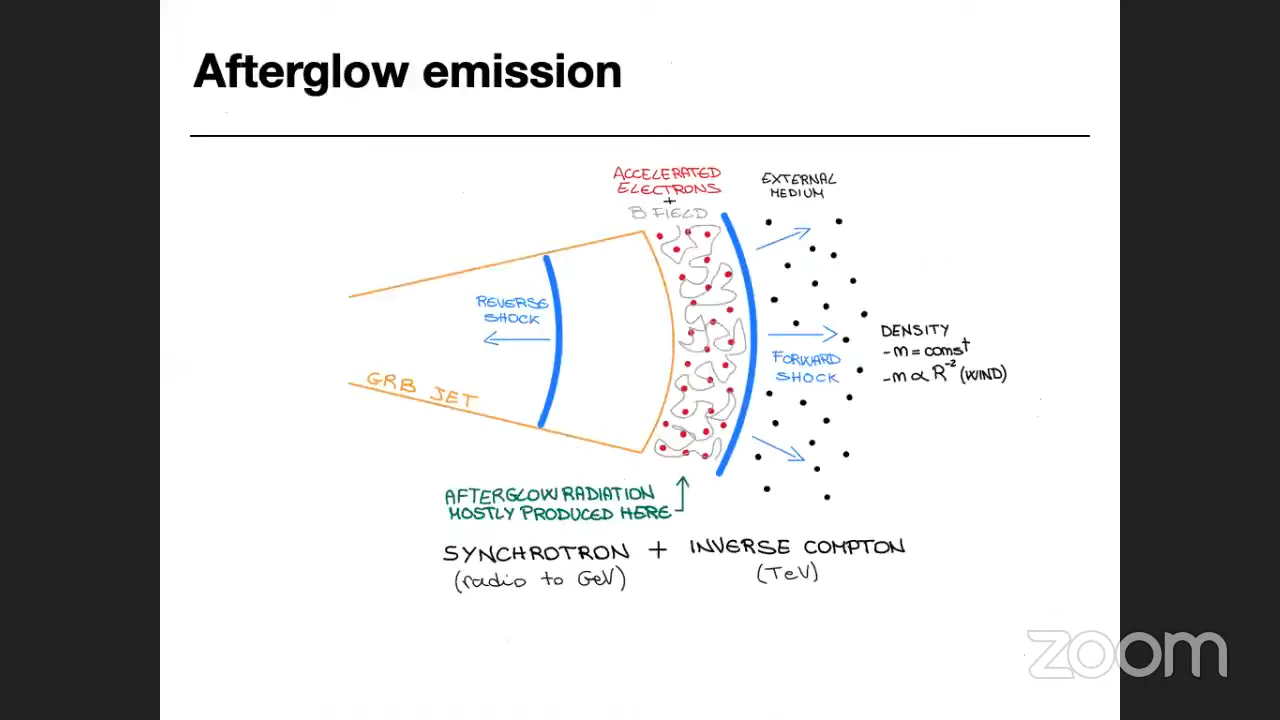 Afterglow emission
ACCELERATED
ELECTRONS
+
B FIELD
EXTERNAL
MEDIUM
REVERSE
SHOCK
GRB JET
FORWARD
SHOCK
DENSITY
- n = const
- n ∝ R⁻² (WIND)
AFTERGLOW RADIATION
MOSTLY PRODUCED HERE
SYNCHROTRON + INVERSE COMPTON
(radio to GeV) (TeV)
zoom